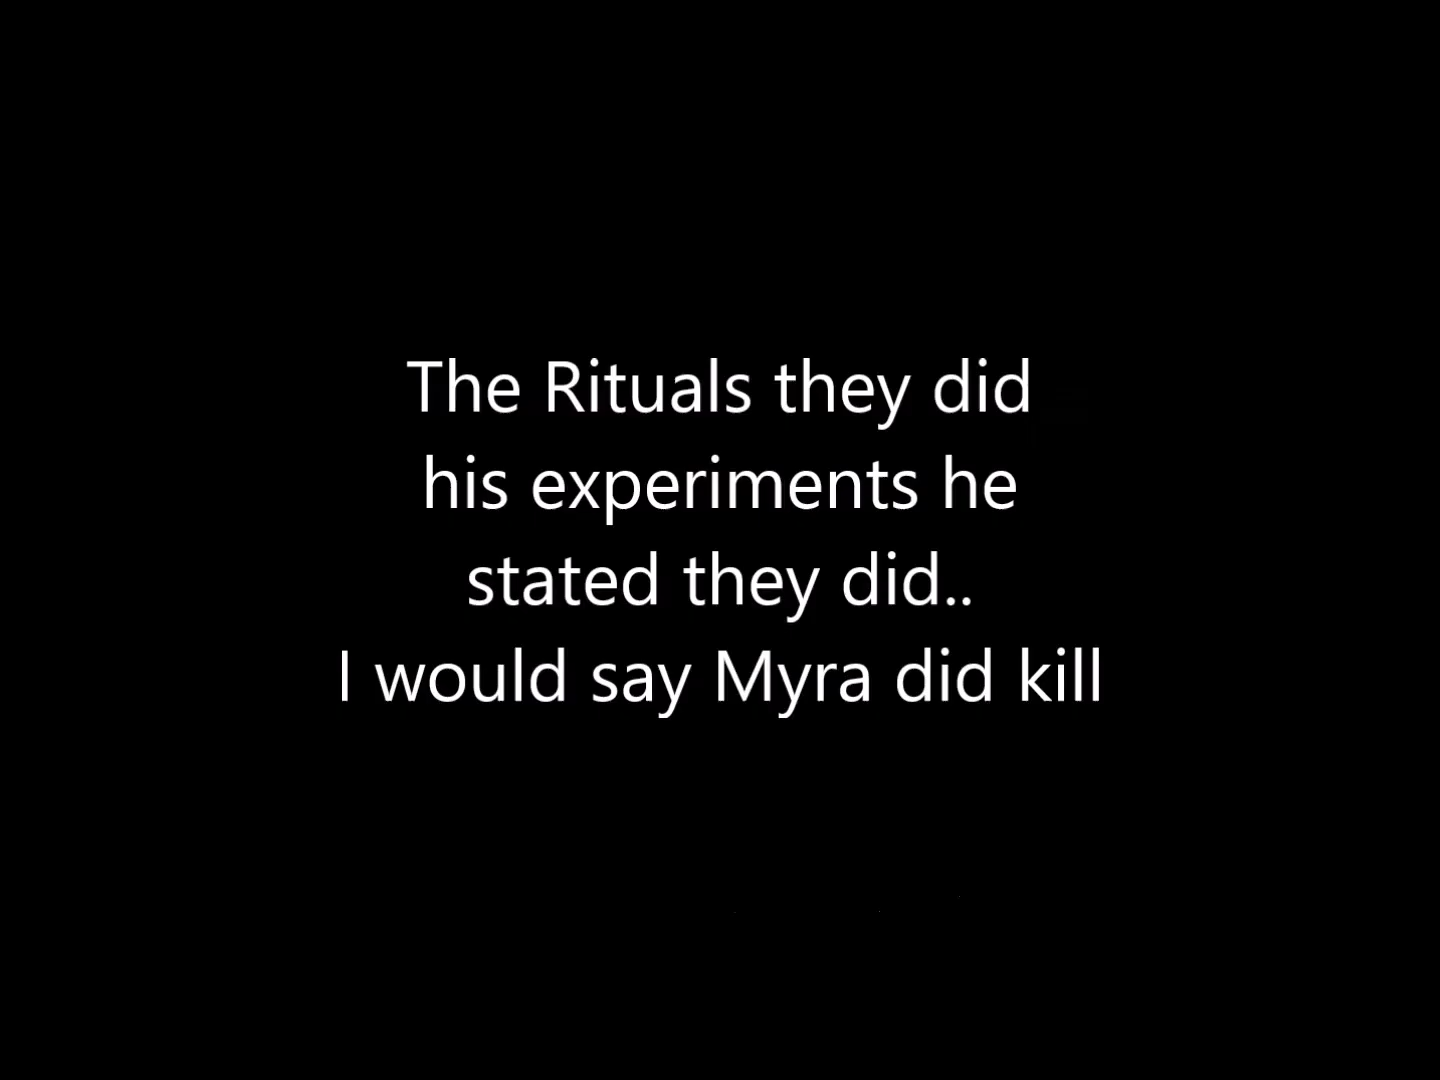 The Rituals they did
his experiments he
stated they did..
I would say Myra did kill